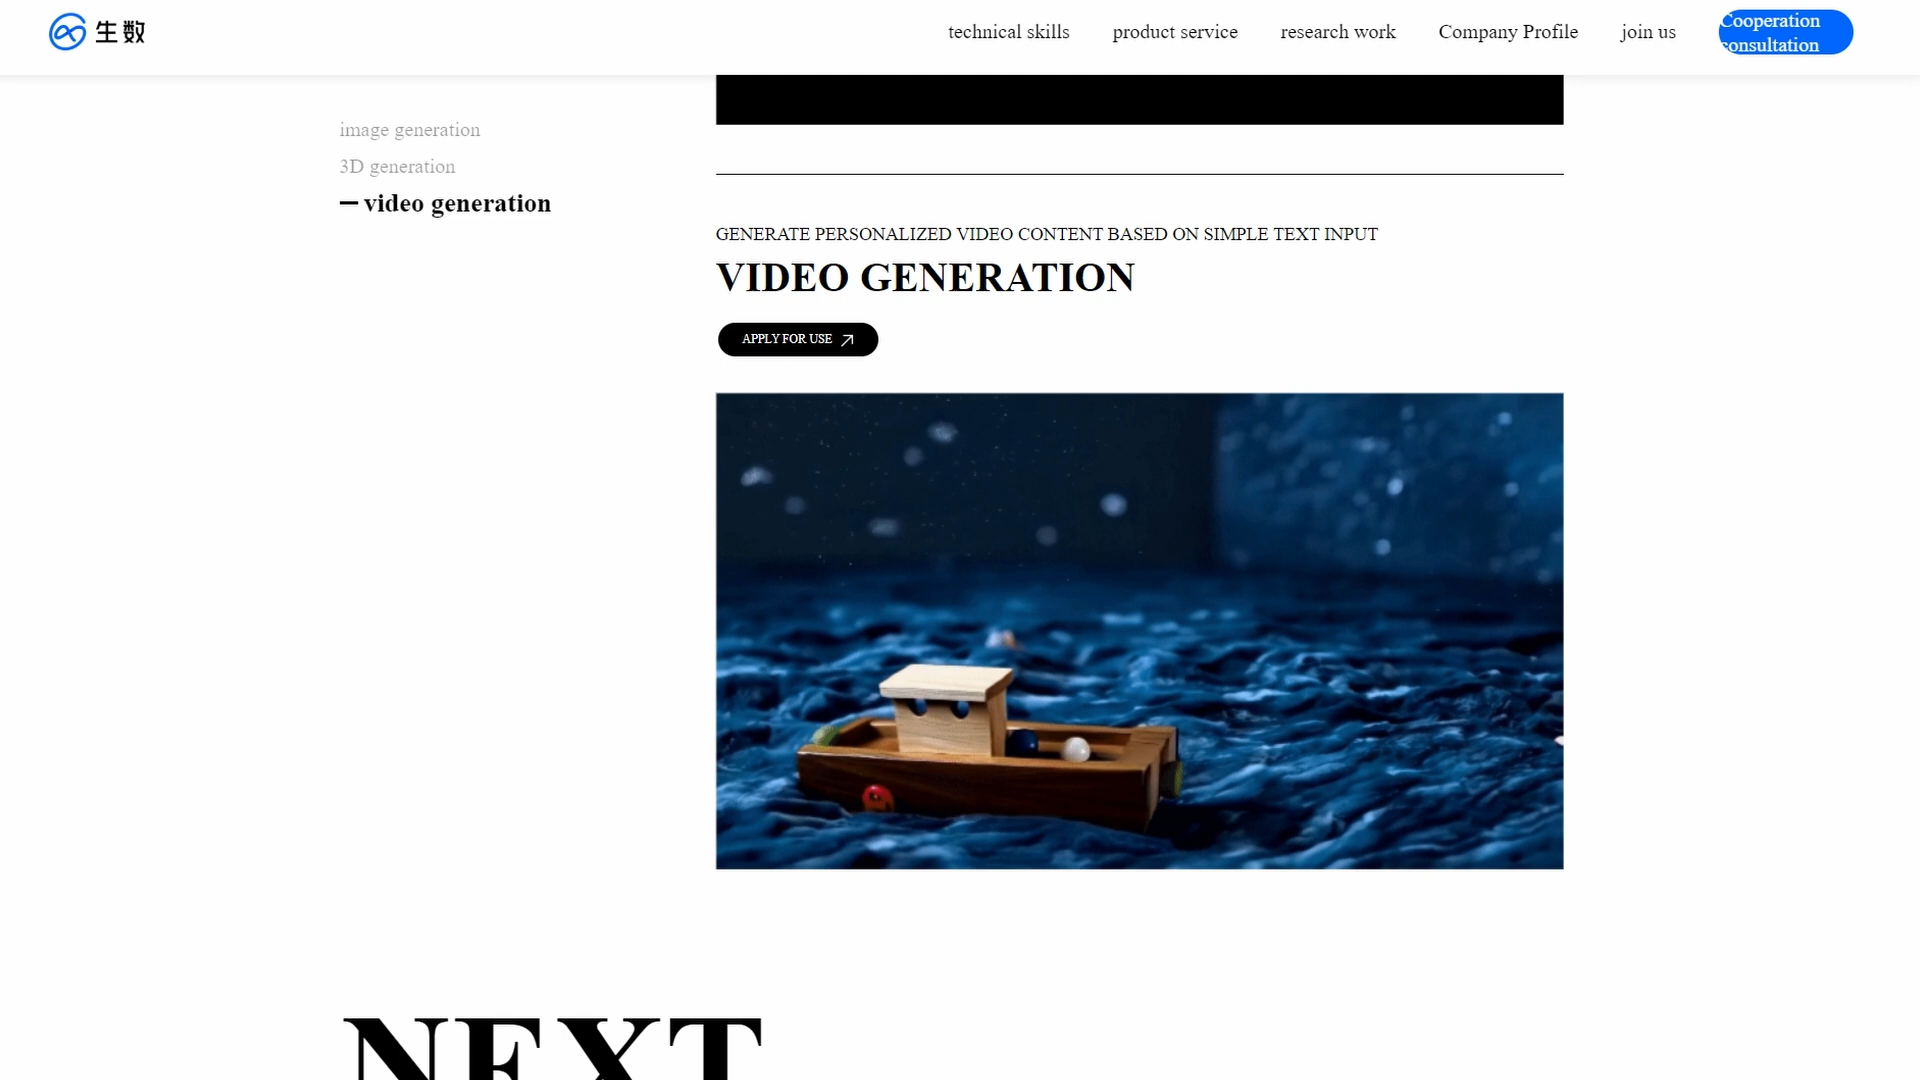 生数
technical skills
product service
research work
Company Profile
join us
Cooperation
consultation
image generation
3D generation
video generation
GENERATE PERSONALIZED VIDEO CONTENT BASED ON SIMPLE TEXT INPUT
VIDEO GENERATION
APPLY FOR USE
NEXT